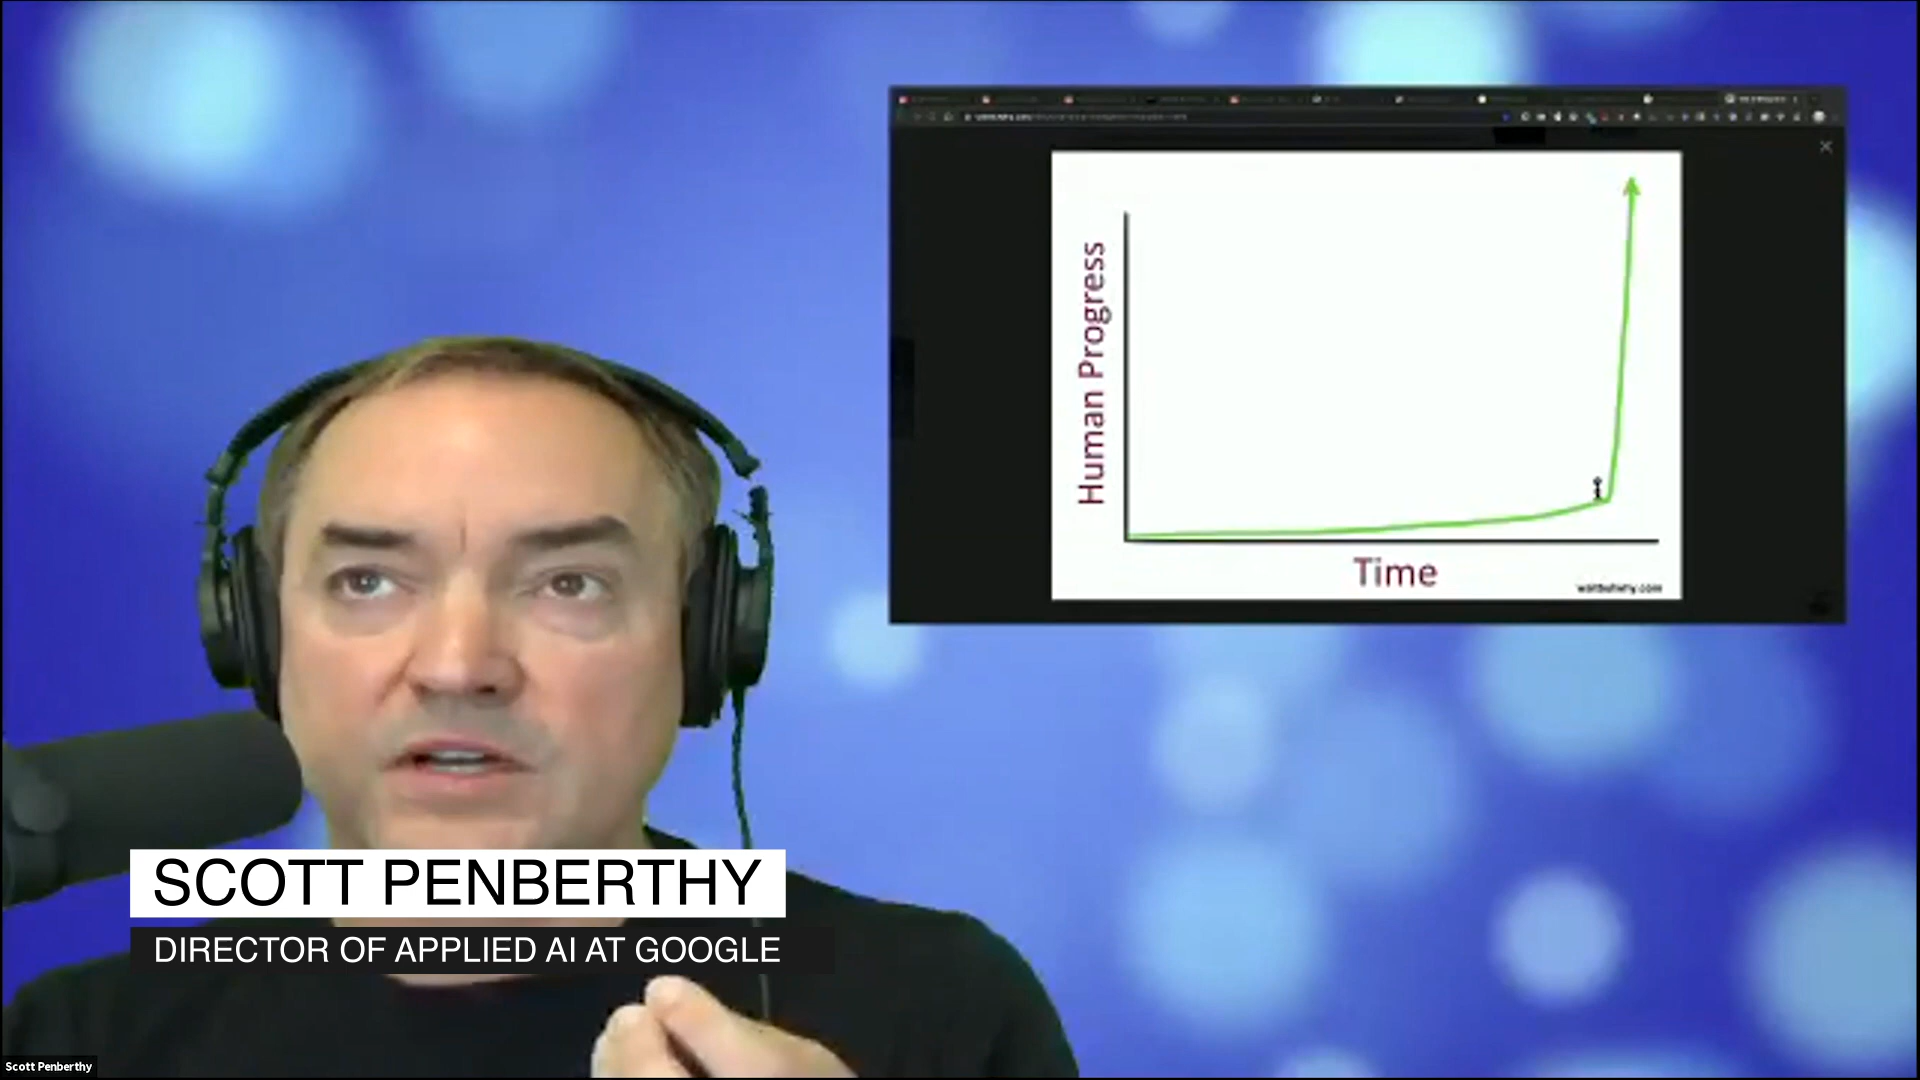 Human Progress
Time
waitbutwhy.com
SCOTT PENBERTHY
DIRECTOR OF APPLIED AI AT GOOGLE
Scott Penberthy